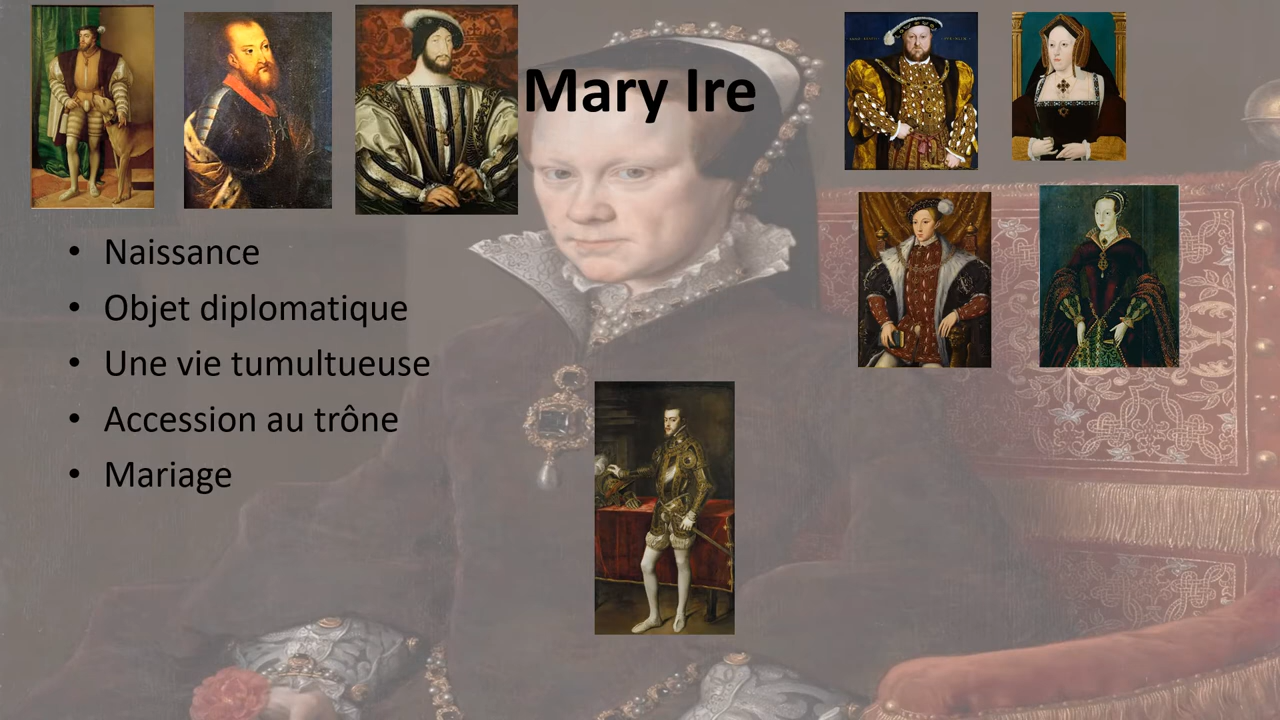 Mary Ire
• Naissance
• Objet diplomatique
• Une vie tumultueuse
• Accession au trône
• Mariage